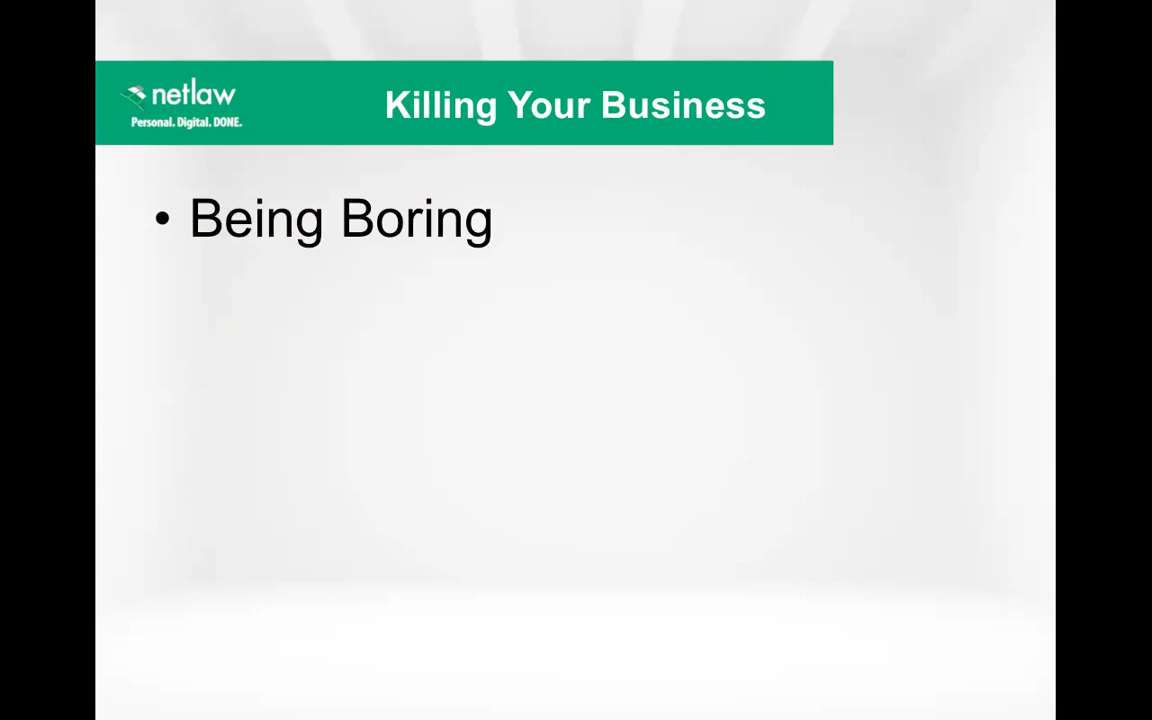 netlaw
Personal. Digital. DONE.
Killing Your Business
• Being Boring